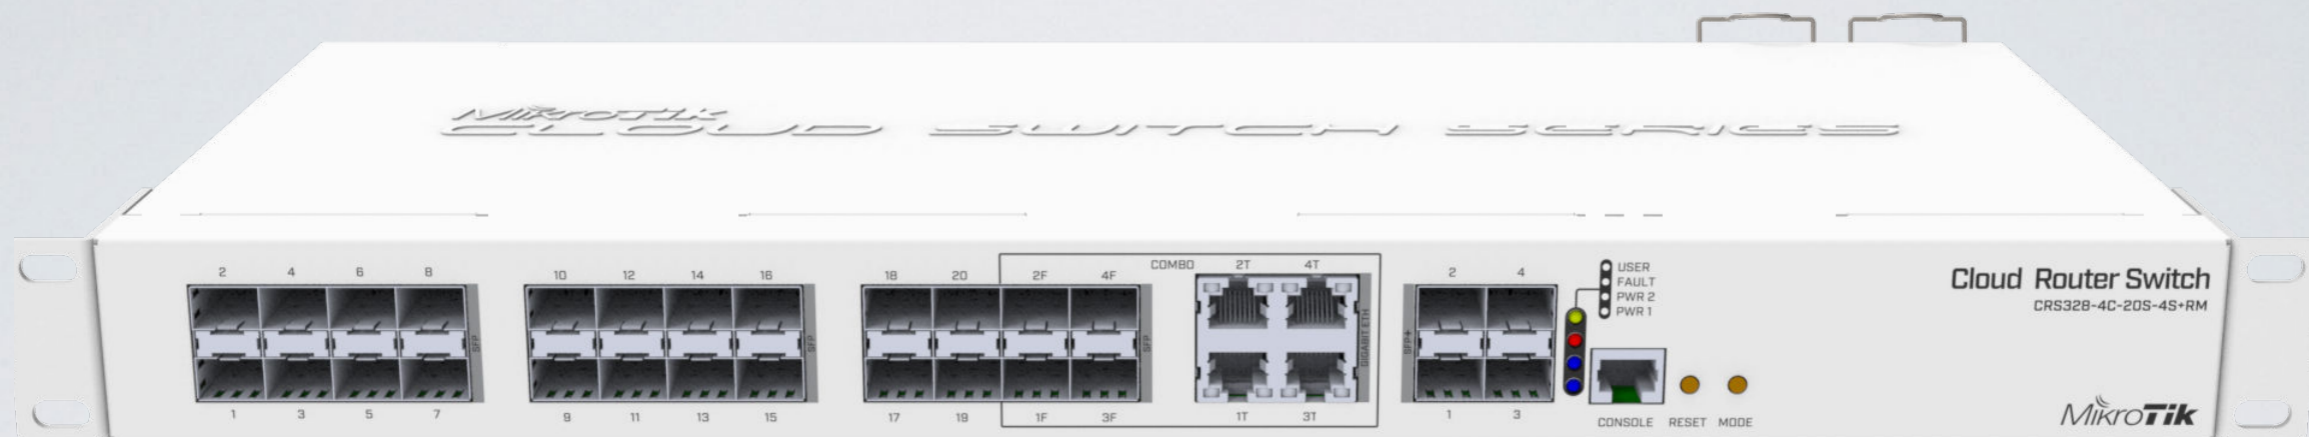 MikroTik
CLOUD SWITCH SERIES
2 4 6 8 10 12 14 16 18 20 2F 4F COMBO 2T 4T 2 4
USER
FAULT
PWR 2
PWR 1
Cloud Router Switch
CRS328-4C-20S-4S+RM
SFP SFP SFP GIGABIT ETH SFP+
1 3 5 7 9 11 13 15 17 19 1F 3F 1T 3T 1 3
CONSOLE RESET MODE
MikroTik